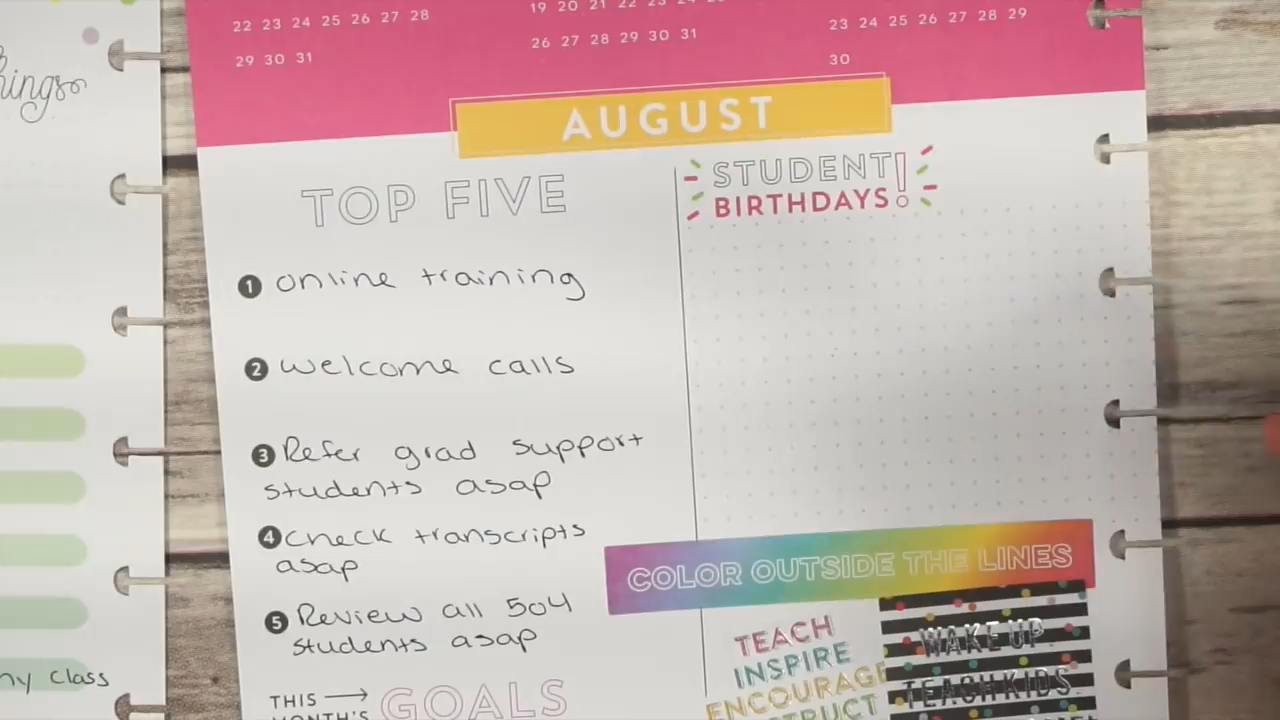 22 23 24 25 26 27 28
29 30 31
19 20 21 22 23
26 27 28 29 30 31
23 24 25 26 27 28 29
30
hings
AUGUST
TOP FIVE
1 online training
2 welcome calls
3 Refer grad support
students asap
4 check transcripts
asap
5 Review all 504
students asap
THIS → GOALS
MONTH'S
STUDENT!
BIRTHDAYS
COLOR OUTSIDE THE LINES
TEACH
INSPIRE
ENCOURAGE
WAKE UP
TEACH KIDS
my class